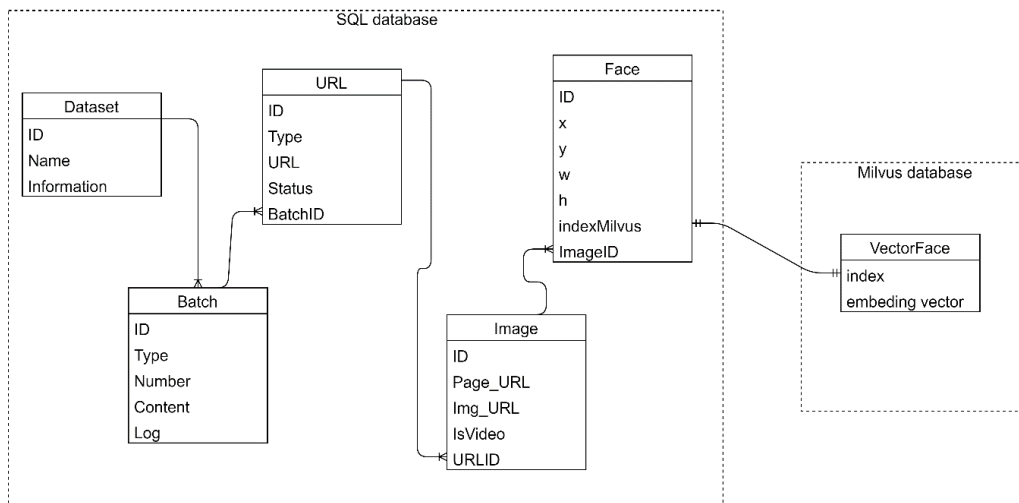 SQL database
Dataset
ID
Name
Information
URL
ID
Type
URL
Status
BatchID
Batch
ID
Type
Number
Content
Log
Face
ID
x
y
w
h
indexMilvus
ImageID
Image
ID
Page_URL
Img_URL
IsVideo
URLID
Milvus database
VectorFace
index
embeding vector